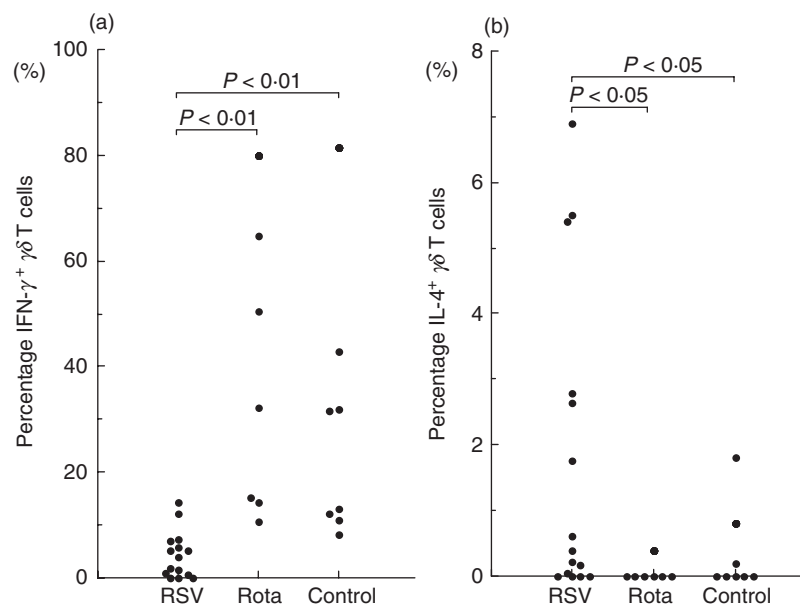 (a)
100
(%)
P < 0·01
P < 0·01
80
60
40
20
0
Percentage IFN-γ⁺ γδ T cells
RSV Rota Control
(b)
8
(%)
P < 0·05
P < 0·05
6
4
2
0
Percentage IL-4⁺ γδ T cells
RSV Rota Control